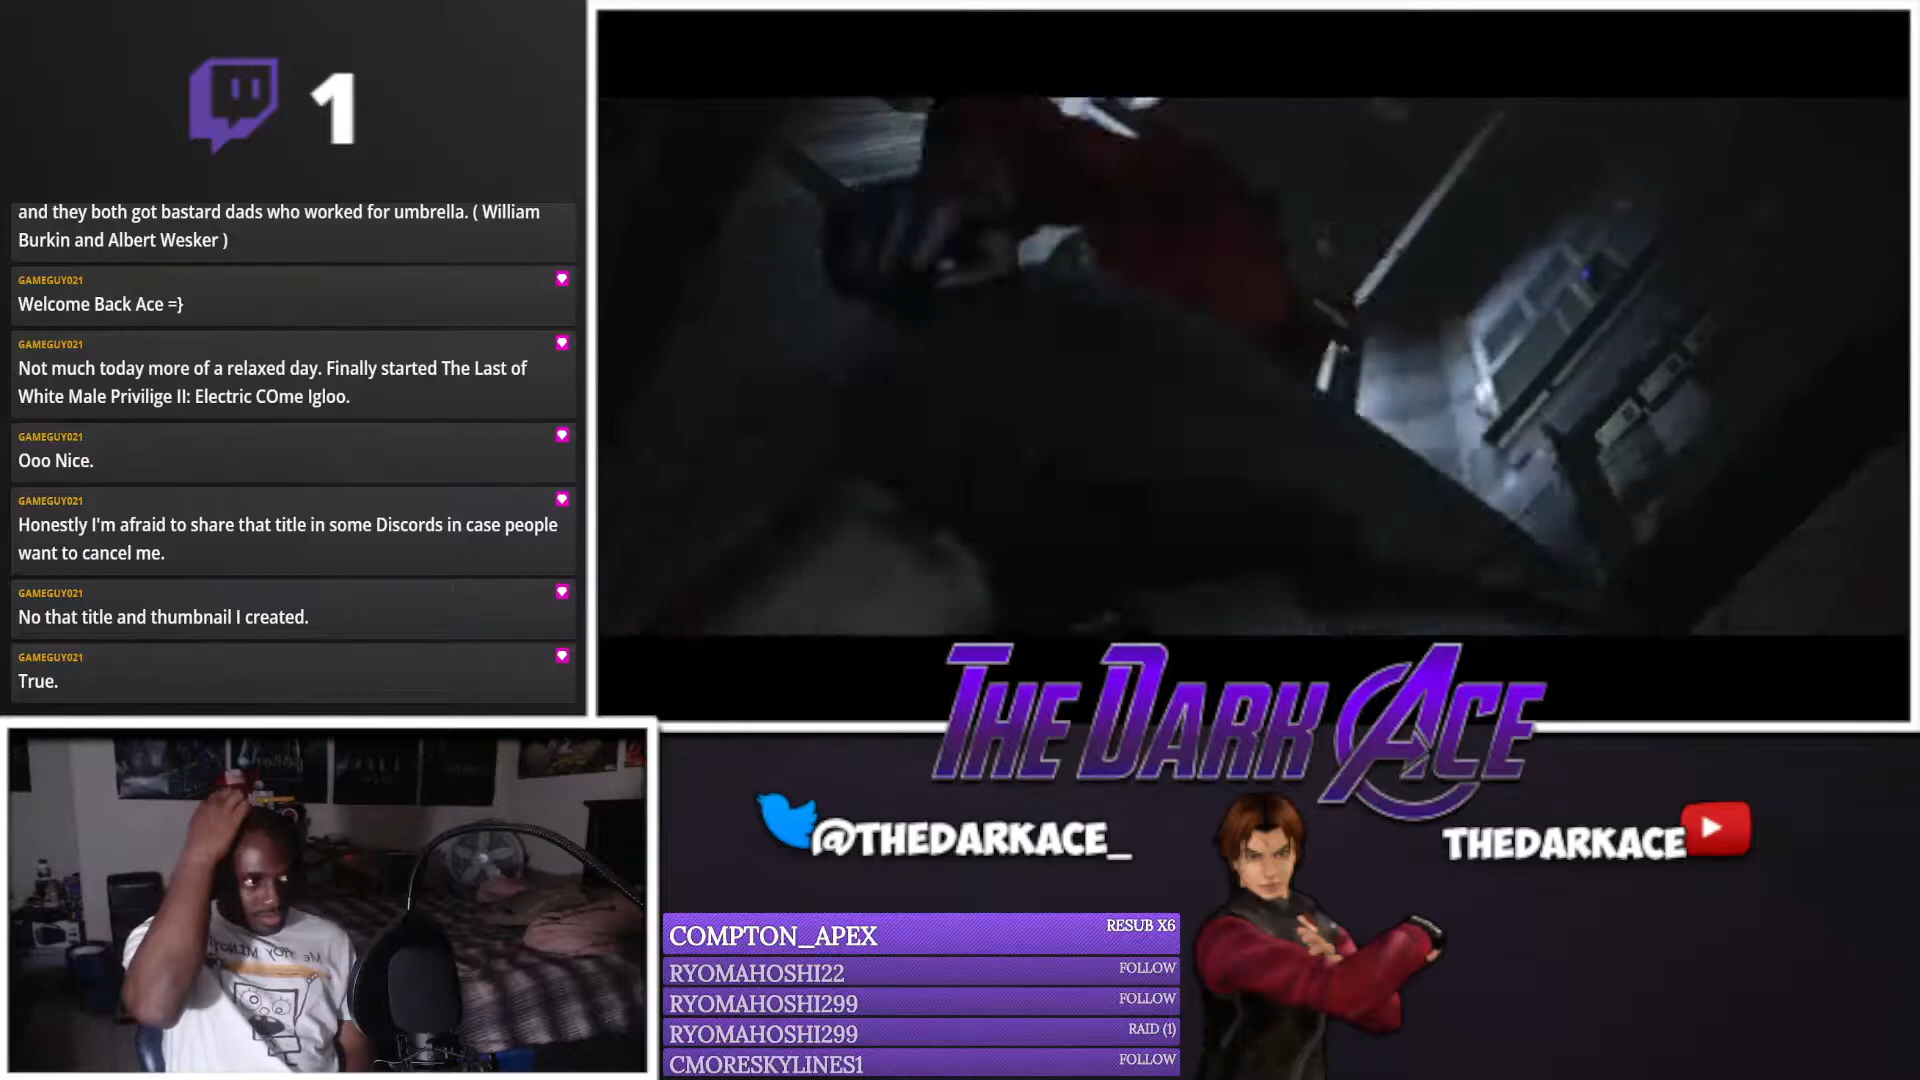 1
and they both got bastard dads who worked for umbrella. ( William
Burkin and Albert Wesker )
GAMEGUY021
Welcome Back Ace =}
GAMEGUY021
Not much today more of a relaxed day. Finally started The Last of
White Male Privilige II: Electric COme Igloo.
GAMEGUY021
Ooo Nice.
GAMEGUY021
Honestly I'm afraid to share that title in some Discords in case people
want to cancel me.
GAMEGUY021
No that title and thumbnail I created.
GAMEGUY021
True.
THE DARK ACE
@THEDARKACE_
THEDARKACE
COMPTON_APEX RESUB X6
RYOMAHOSHI22 FOLLOW
RYOMAHOSHI299 FOLLOW
RYOMAHOSHI299 RAID (1)
CMORESKYLINES1 FOLLOW